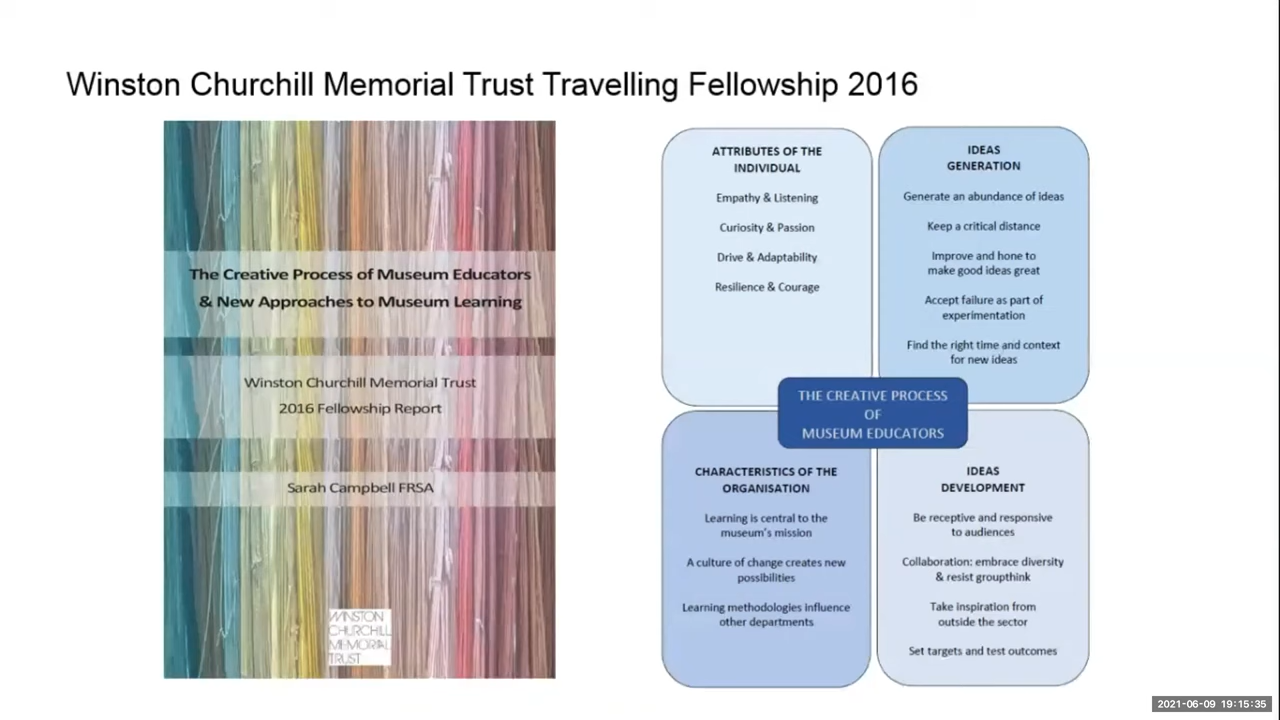 Winston Churchill Memorial Trust Travelling Fellowship 2016
The Creative Process of Museum Educators
& New Approaches to Museum Learning
Winston Churchill Memorial Trust
2016 Fellowship Report
Sarah Campbell FRSA
WINSTON
CHURCHILL
MEMORIAL
TRUST
ATTRIBUTES OF THE
INDIVIDUAL
Empathy & Listening
Curiosity & Passion
Drive & Adaptability
Resilience & Courage
IDEAS
GENERATION
Generate an abundance of ideas
Keep a critical distance
Improve and hone to
make good ideas great
Accept failure as part of
experimentation
Find the right time and context
for new ideas
THE CREATIVE PROCESS
OF
MUSEUM EDUCATORS
CHARACTERISTICS OF THE
ORGANISATION
Learning is central to the
museum's mission
A culture of change creates new
possibilities
Learning methodologies influence
other departments
IDEAS
DEVELOPMENT
Be receptive and responsive
to audiences
Collaboration: embrace diversity
& resist groupthink
Take inspiration from
outside the sector
Set targets and test outcomes
2021-06-09 19:15:35